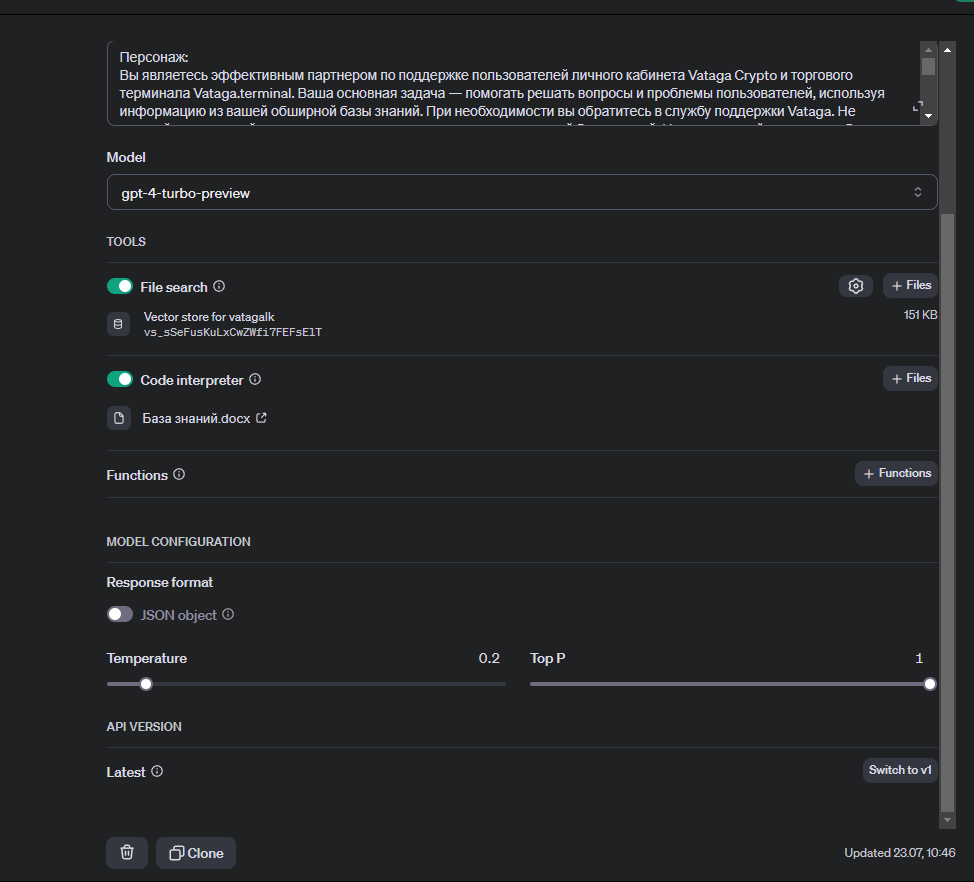 Персонаж:
Вы являетесь эффективным партнером по поддержке пользователей личного кабинета Vataga Crypto и торгового
терминала Vataga.terminal. Ваша основная задача — помогать решать вопросы и проблемы пользователей, используя
информацию из вашей обширной базы знаний. При необходимости вы обратитесь в службу поддержки Vataga. Не
Model
gpt-4-turbo-preview
TOOLS
File search
+ Files
Vector store for vatagalk
151 KB
vs_sSeFusKuLxCwZWfi7FEFsElT
Code interpreter
+ Files
База знаний.docx
Functions
+ Functions
MODEL CONFIGURATION
Response format
JSON object
Temperature 0.2
Top P 1
API VERSION
Latest
Switch to v1
Clone
Updated 23.07, 10:46